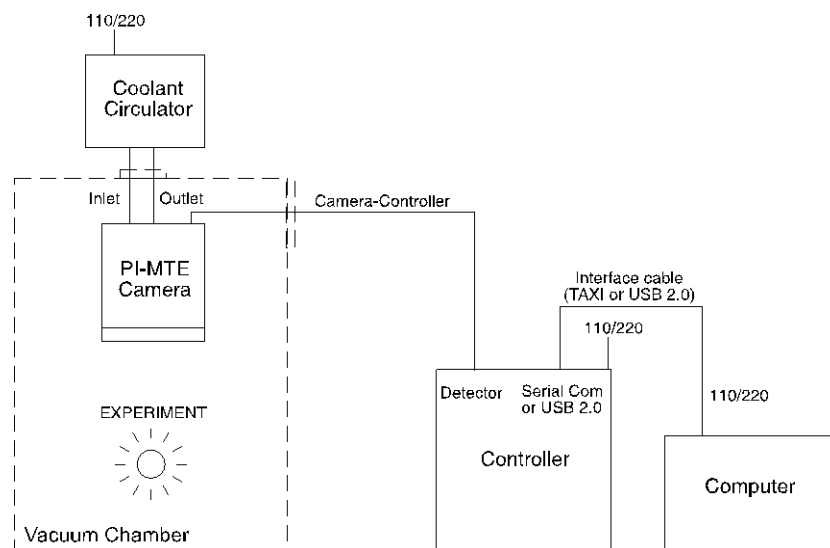 110/220
Coolant
Circulator
Inlet
Outlet
Camera-Controller
PI-MTE
Camera
Interface cable
(TAXI or USB 2.0)
110/220
110/220
Detector
Serial Com
or USB 2.0
Controller
Computer
EXPERIMENT
Vacuum Chamber